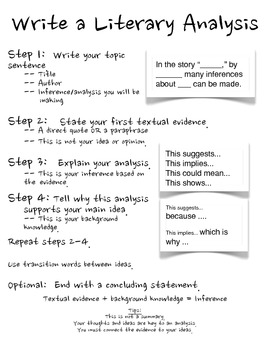 Write a Literary Analysis
Step 1: Write your topic
sentence
-- Title
-- Author
-- Inference/analysis you will be
making
In the story "_____," by
______ many inferences
about ___ can be made.
Step 2: State your first textual evidence.
-- A direct quote OR a paraphrase
-- This is not your idea or opinion
Step 3: Explain your analysis
-- This is your inference based on
the evidence.
This suggests...
This implies...
This could mean...
This shows...
Step 4: Tell why this analysis
supports your main idea.
-- This is your background
knowledge.
This suggests...
because ....
This implies... which is
why ...
Repeat steps 2-4.
Use transition words between ideas.
Optional: End with a concluding statement.
Textual evidence + background knowledge = Inference
Tips:
This is not a summary.
Your thoughts and ideas are key to an analysis.
You must connect the evidence to your ideas.